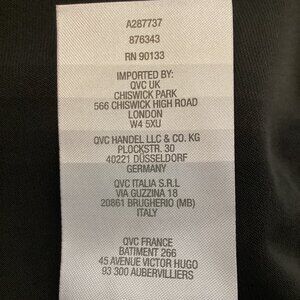 A287737
876343
RN 90133
IMPORTED BY:
QVC UK
CHISWICK PARK
566 CHISWICK HIGH ROAD
LONDON
W4 5XU
QVC HANDEL LLC & CO. KG
PLOCKSTR. 30
40221 DÜSSELDORF
GERMANY
QVC ITALIA S.R.L
VIA GUZZINA 18
20861 BRUGHERIO (MB)
ITALY
QVC FRANCE
BATIMENT 266
45 AVENUE VICTOR HUGO
93 300 AUBERVILLIERS